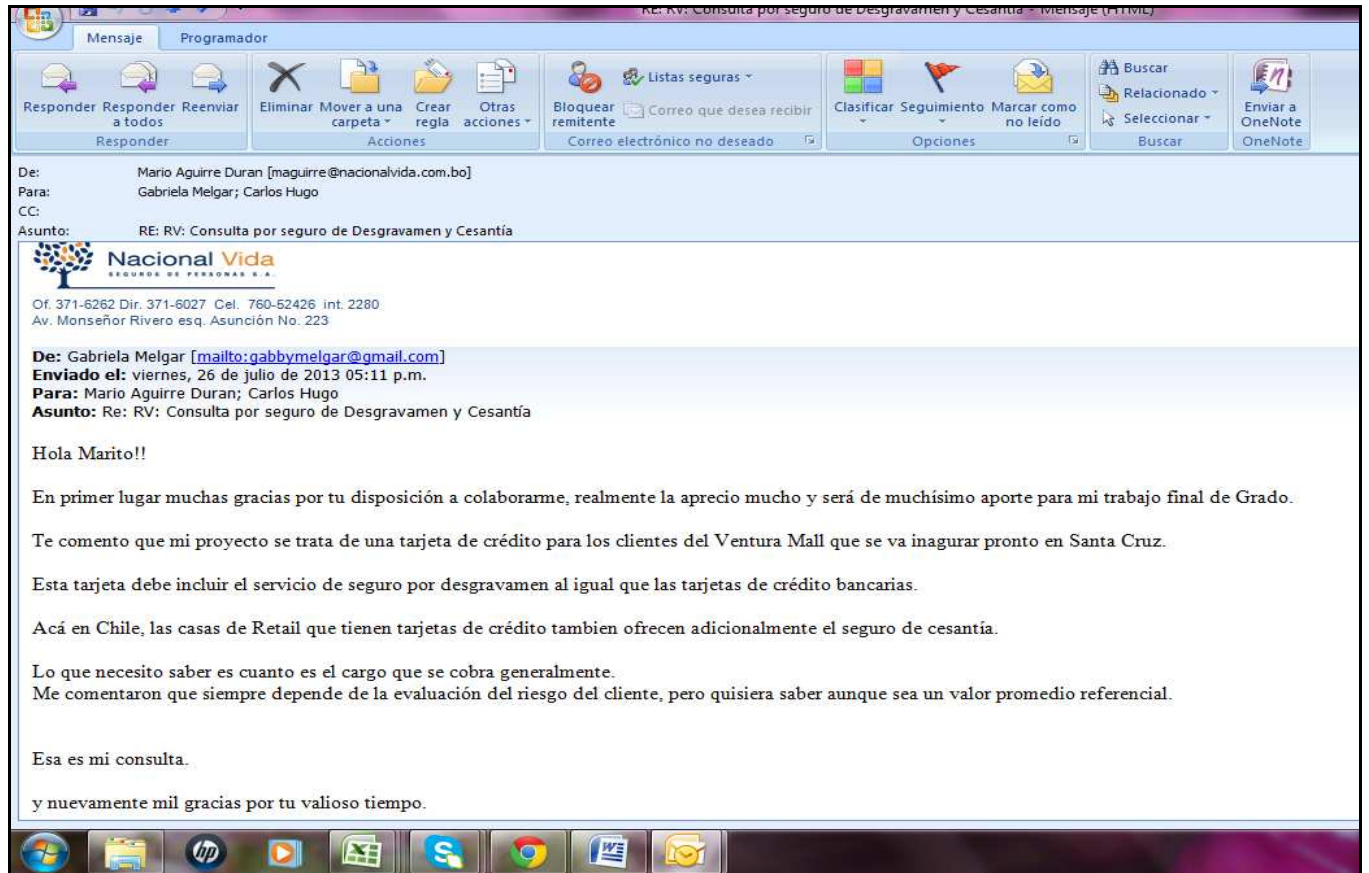 RE: RV: Consulta por seguro de Desgravamen y Cesantía - Mensaje (HTML)
Mensaje Programador
Responder Responder a todos Reenviar
Responder
Eliminar Mover a una carpeta Crear regla Otras acciones
Acciones
Bloquear remitente Listas seguras Correo que desea recibir
Correo electrónico no deseado
Clasificar Seguimiento Marcar como no leído
Opciones
Buscar
Relacionado
Seleccionar
Buscar
Enviar a OneNote
OneNote
De: Mario Aguirre Duran [maguirre@nacionalvida.com.bo]
Para: Gabriela Melgar; Carlos Hugo
CC:
Asunto: RE: RV: Consulta por seguro de Desgravamen y Cesantía
Nacional Vida
SEGUROS DE PERSONAS S.A.
Of. 371-6262 Dir. 371-6027 Cel. 760-52426 int. 2280
Av. Monseñor Rivero esq. Asunción No. 223
De: Gabriela Melgar [mailto:gabbymelgar@gmail.com]
Enviado el: viernes, 26 de julio de 2013 05:11 p.m.
Para: Mario Aguirre Duran; Carlos Hugo
Asunto: Re: RV: Consulta por seguro de Desgravamen y Cesantía
Hola Marito!!
En primer lugar muchas gracias por tu disposición a colaborarme, realmente la aprecio mucho y será de muchísimo aporte para mi trabajo final de Grado.
Te comento que mi proyecto se trata de una tarjeta de crédito para los clientes del Ventura Mall que se va inagurar pronto en Santa Cruz.
Esta tarjeta debe incluir el servicio de seguro por desgravamen al igual que las tarjetas de crédito bancarias.
Acá en Chile, las casas de Retail que tienen tarjetas de crédito tambien ofrecen adicionalmente el seguro de cesantía.
Lo que necesito saber es cuanto es el cargo que se cobra generalmente.
Me comentaron que siempre depende de la evaluación del riesgo del cliente, pero quisiera saber aunque sea un valor promedio referencial.
Esa es mi consulta.
y nuevamente mil gracias por tu valioso tiempo.